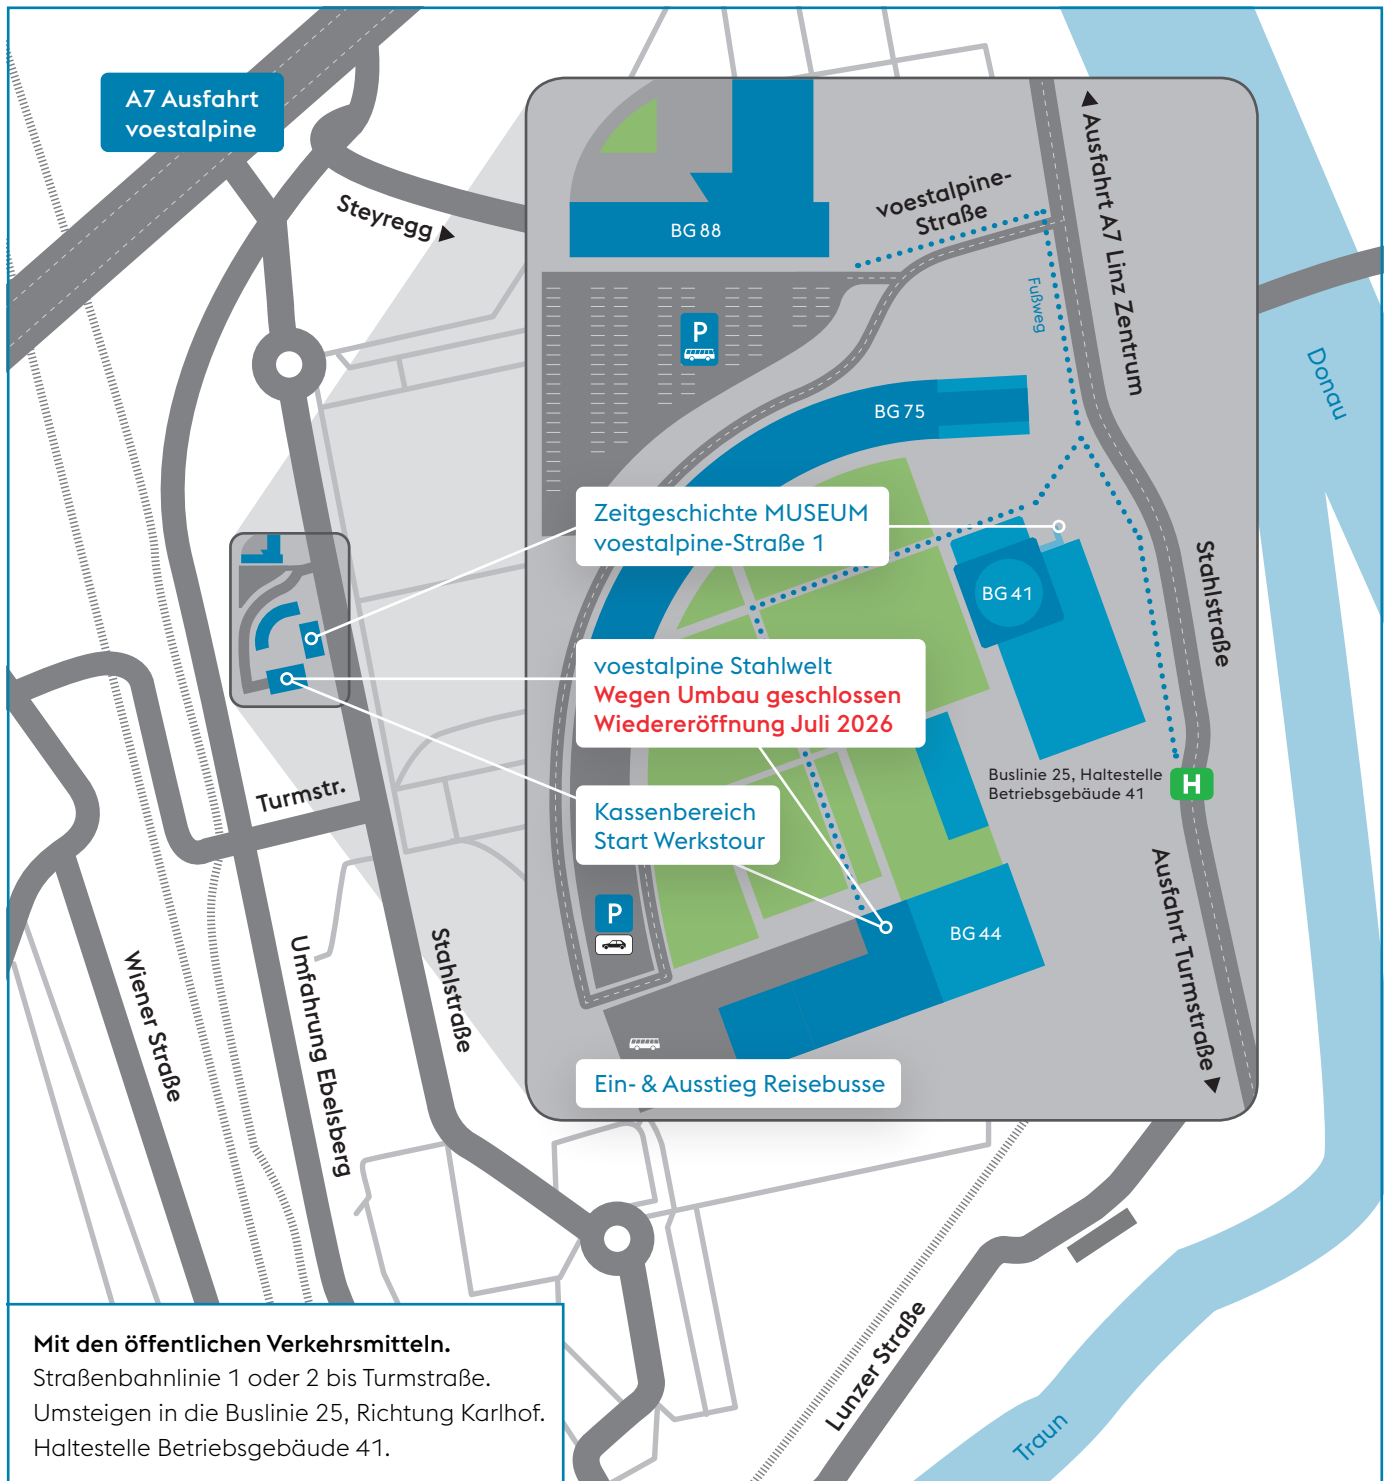 A7 Ausfahrt
voestalpine
Steyregg
BG 88
voestalpine-
Straße
Ausfahrt A7 Linz Zentrum
Fußweg
P
Donau
BG 75
Zeitgeschichte MUSEUM
voestalpine-Straße 1
BG 41
Stahlstraße
voestalpine Stahlwelt
Wegen Umbau geschlossen
Wiedereröffnung Juli 2026
Buslinie 25, Haltestelle
Betriebsgebäude 41
H
Turmstr.
Kassenbereich
Start Werkstour
P
BG 44
Ausfahrt Turmstraße
Wiener Straße
Umfahrung Ebelsberg
Stahlstraße
Ein- & Ausstieg Reisebusse
Lunzer Straße
Traun
Mit den öffentlichen Verkehrsmitteln.
Straßenbahnlinie 1 oder 2 bis Turmstraße.
Umsteigen in die Buslinie 25, Richtung Karlhof.
Haltestelle Betriebsgebäude 41.